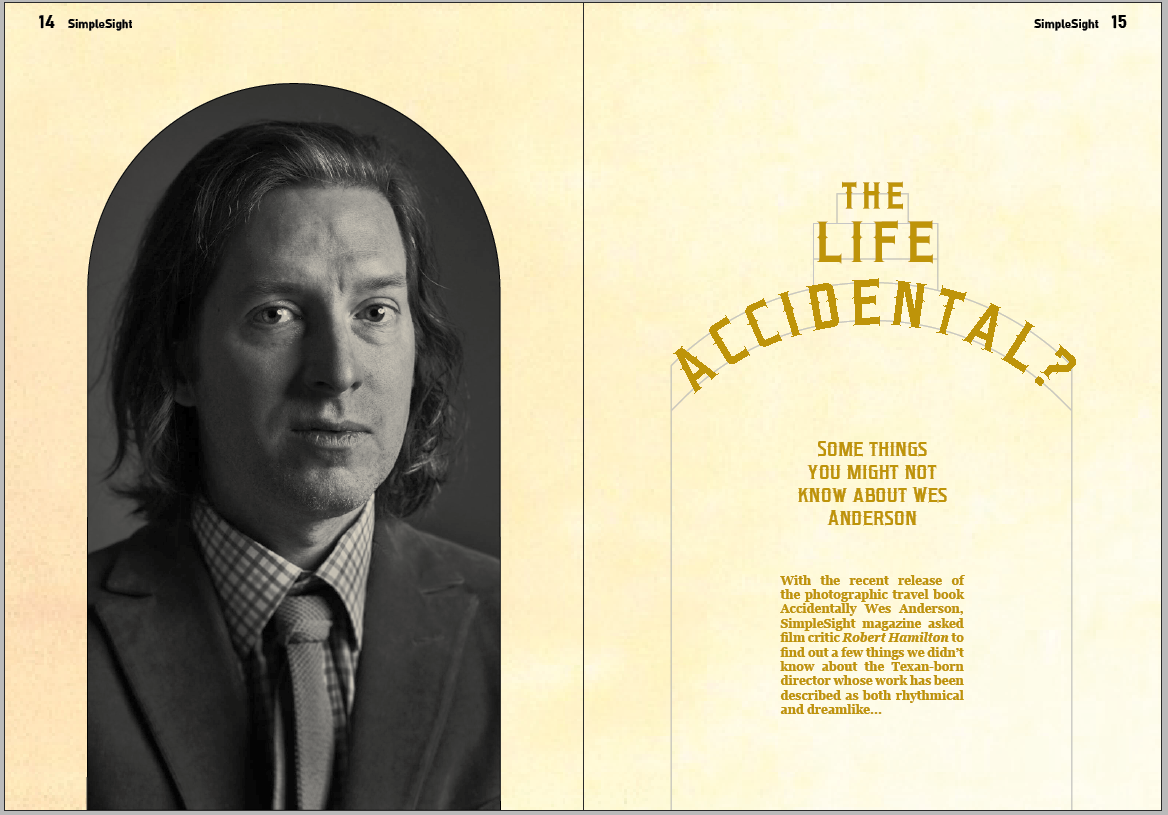 14 SimpleSight
SimpleSight 15
THE
LIFE
ACCIDENTAL?
SOME THINGS
YOU MIGHT NOT
KNOW ABOUT WES
ANDERSON
With the recent release of
the photographic travel book
Accidentally Wes Anderson,
SimpleSight magazine asked
film critic Robert Hamilton to
find out a few things we didn't
know about the Texan-born
director whose work has been
described as both rhythmical
and dreamlike...